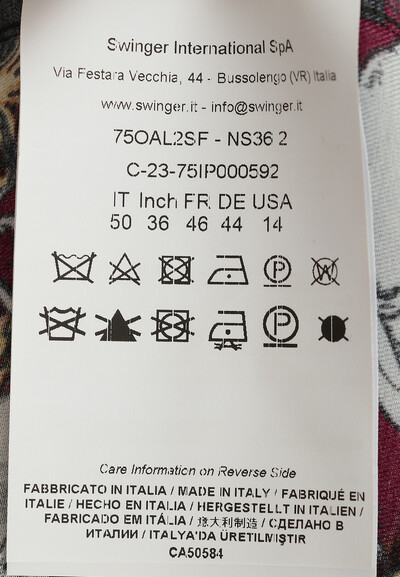 Swinger International SpA
Via Festara Vecchia, 44 - Bussolengo (VR) Italia
www.swinger.it - info@swinger.it
75OAL2SF - NS36 2
C-23-75IP000592
IT Inch FR DE USA
50 36 46 44 14
P W
P
Care Information on Reverse Side
FABBRICATO IN ITALIA / MADE IN ITALY / FABRIQUÉ EN
ITALIE / HECHO EN ITALIA / HERGESTELLT IN ITALIEN /
FABRICADO EM ITÁLIA / 意大利制造 / СДЕЛАНО В
ИТАЛИИ / ITALYA'DA ÜRETILMIŞTIR
CA50584